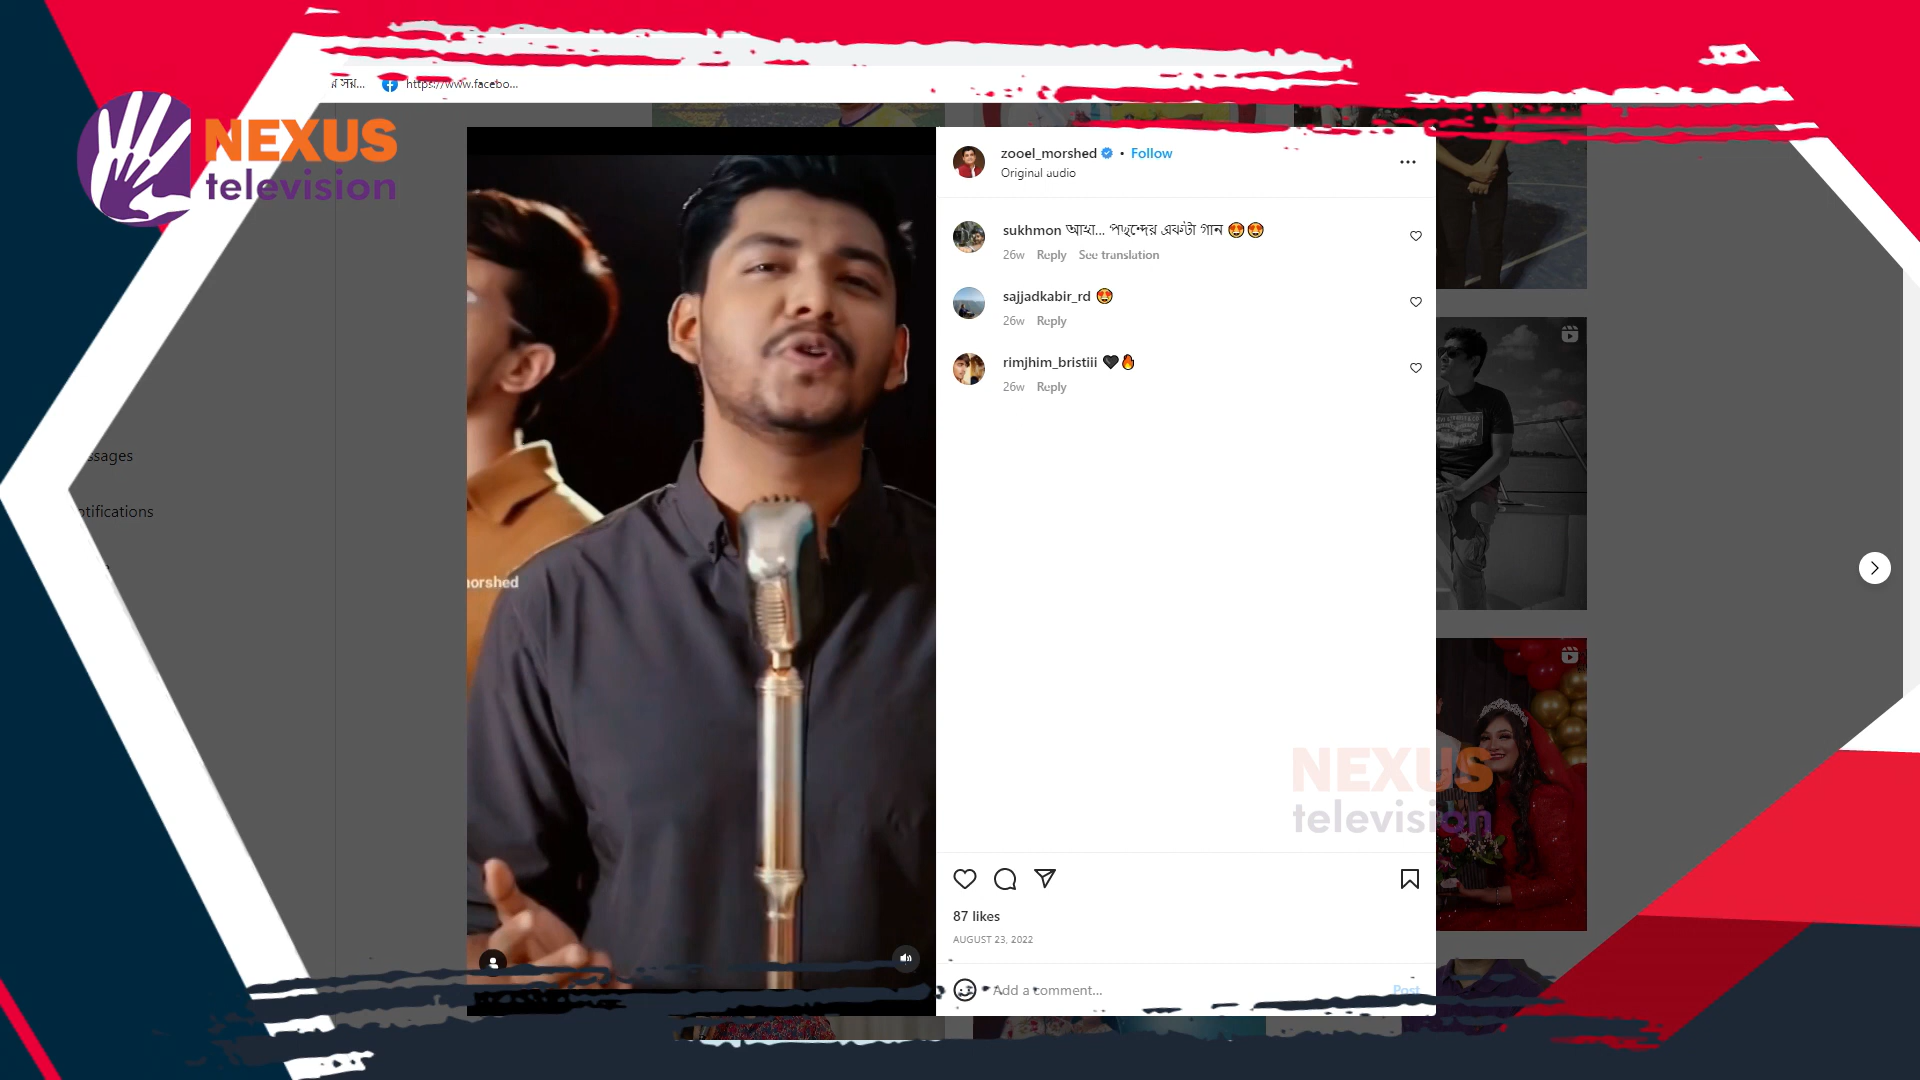 https://www.facebo...
NEXUS
television
zooel_morshed • Follow
Original audio
sukhmon আহা... পছন্দের একটা গান 😍😍
26w Reply See translation
sajjadkabir_rd 😍
26w Reply
rimjhim_bristiii 🖤🔥
26w Reply
ssages
otifications
morshed
NEXUS
television
87 likes
AUGUST 23, 2022
Add a comment...
Post